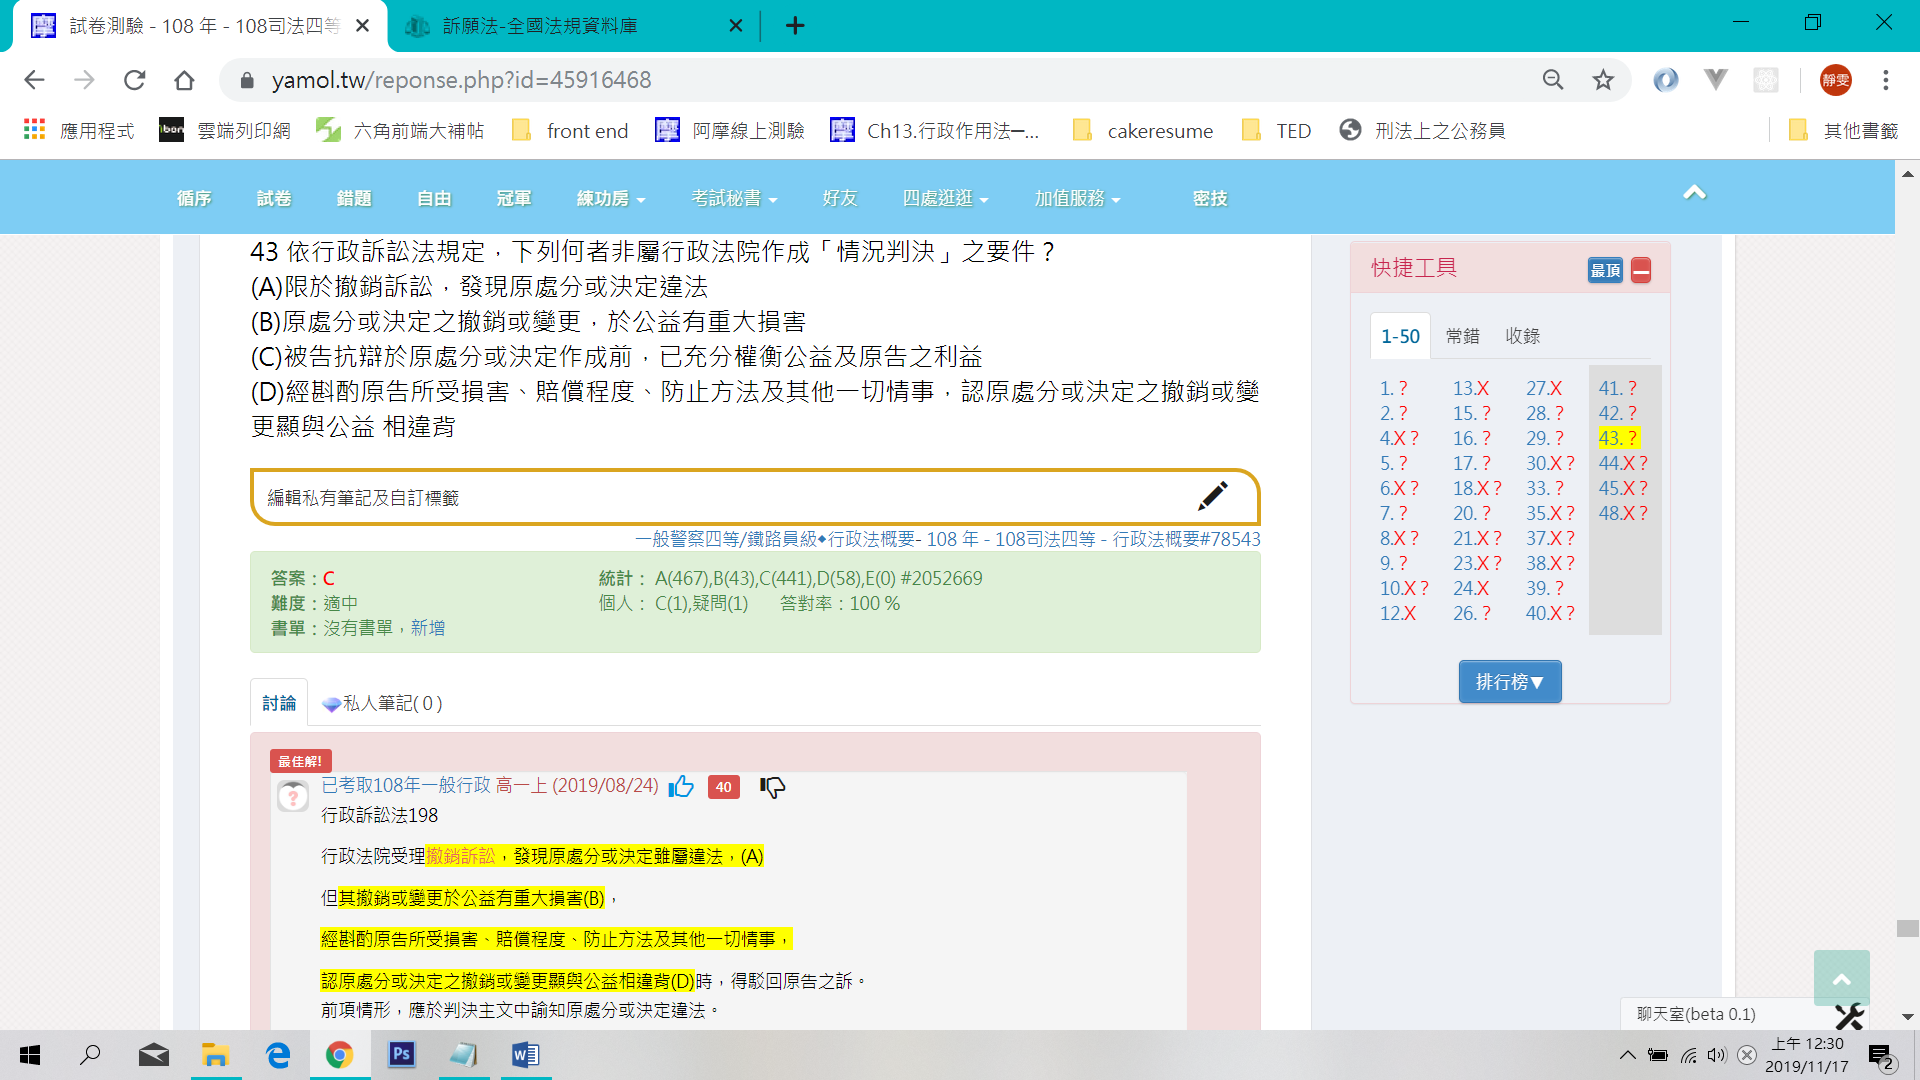 試卷測驗 - 108 年 - 108司法四等
訴願法-全國法規資料庫
yamol.tw/reponse.php?id=45916468
靜雯
應用程式
ibon
雲端列印網
六角前端大補帖
front end
摩
阿摩線上測驗
Ch13.行政作用法─...
cakeresume
TED
刑法上之公務員
其他書籤
循序
試卷
錯題
自由
冠軍
練功房
考試秘書
好友
四處逛逛
加值服務
密技
43 依行政訴訟法規定，下列何者非屬行政法院作成「情況判決」之要件？
(A)限於撤銷訴訟，發現原處分或決定違法
(B)原處分或決定之撤銷或變更，於公益有重大損害
(C)被告抗辯於原處分或決定作成前，已充分權衡公益及原告之利益
(D)經斟酌原告所受損害、賠償程度、防止方法及其他一切情事，認原處分或決定之撤銷或變
更顯與公益 相違背
編輯私有筆記及自訂標籤
一般警察四等/鐵路員級◆行政法概要- 108 年 - 108司法四等 - 行政法概要#78543
答案：C
難度：適中
書單：沒有書單，新增
統計： A(467),B(43),C(441),D(58),E(0) #2052669
個人： C(1),疑問(1) 答對率：100 %
討論
私人筆記( 0 )
最佳解!
已考取108年一般行政 高一上 (2019/08/24) 40
行政訴訟法198
行政法院受理撤銷訴訟，發現原處分或決定雖屬違法，(A)
但其撤銷或變更於公益有重大損害(B)，
經斟酌原告所受損害、賠償程度、防止方法及其他一切情事，
認原處分或決定之撤銷或變更顯與公益相違背(D)時，得駁回原告之訴。
前項情形，應於判決主文中諭知原處分或決定違法。
快捷工具
最頂
1-50
常錯
收錄
1. ?
2. ?
4.X ?
5. ?
6.X ?
7. ?
8.X ?
9. ?
10.X ?
12.X
13.X
15. ?
16. ?
17. ?
18.X ?
20. ?
21.X ?
23.X ?
24.X
26. ?
27.X
28. ?
29. ?
30.X ?
33. ?
35.X ?
37.X ?
38.X ?
39. ?
40.X ?
41. ?
42. ?
43. ?
44.X ?
45.X ?
48.X ?
排行榜▼
聊天室(beta 0.1)
Ps
上午 12:30
2019/11/17
2